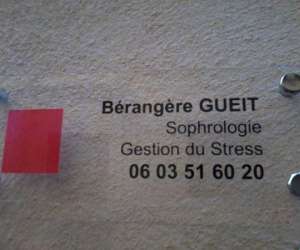 Bérangère GUEIT
Sophrologie
Gestion du Stress
06 03 51 60 20